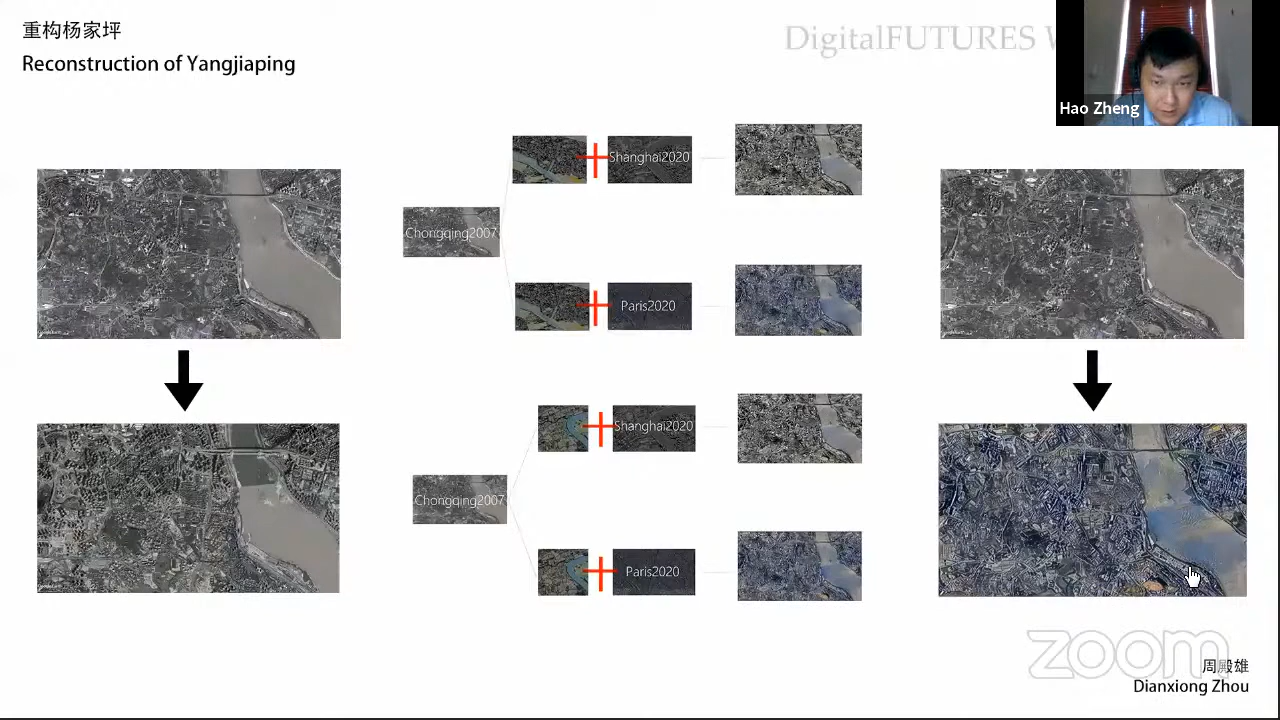 重构杨家坪
Reconstruction of Yangjiaping
DigitalFUTURES
Hao Zheng
Shanghai2020
Chongqing2007
Paris2020
Shanghai2020
Chongqing2007
Paris2020
zoom
周殿雄
Dianxiong Zhou